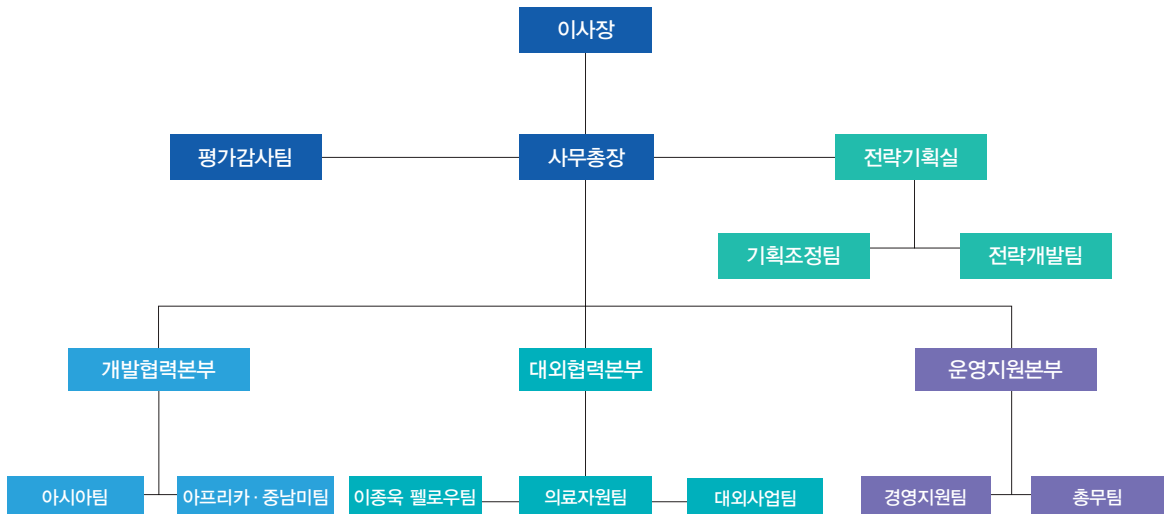 이사장
평가감사팀
사무총장
전략기획실
기획조정팀
전략개발팀
개발협력본부
대외협력본부
운영지원본부
아시아팀
아프리카 · 중남미팀
이종욱 펠로우팀
의료자원팀
대외사업팀
경영지원팀
총무팀